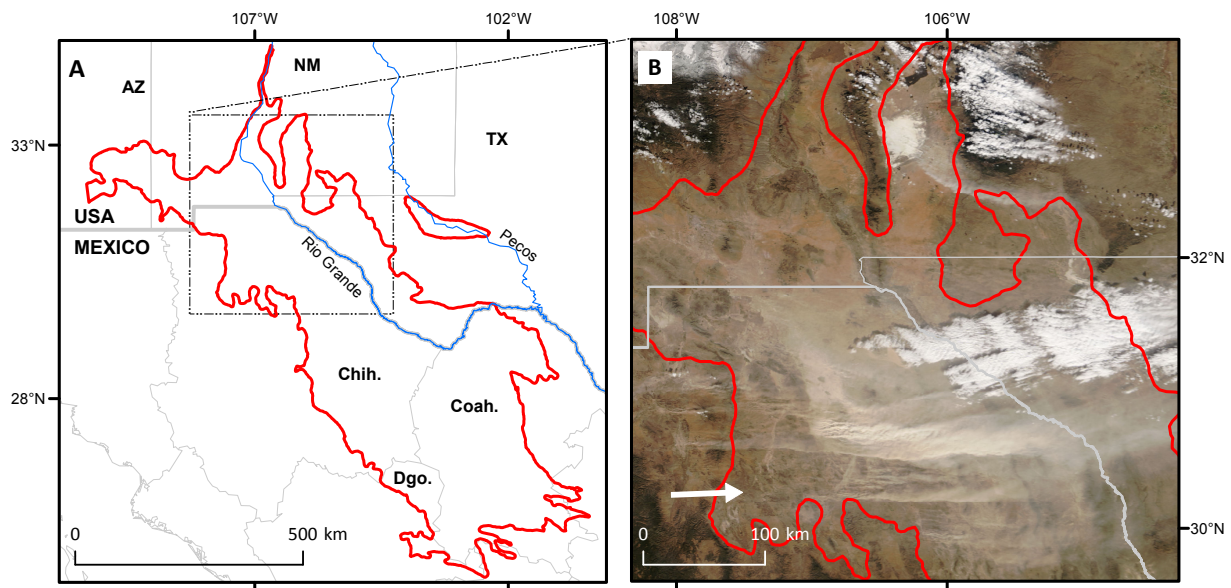 107°W
102°W
108°W
106°W
A
NM
B
AZ
33°N
TX
USA
MEXICO
Rio Grande
Pecos
32°N
Chih.
28°N
Coah.
Dgo.
0
500 km
0
100 km
30°N